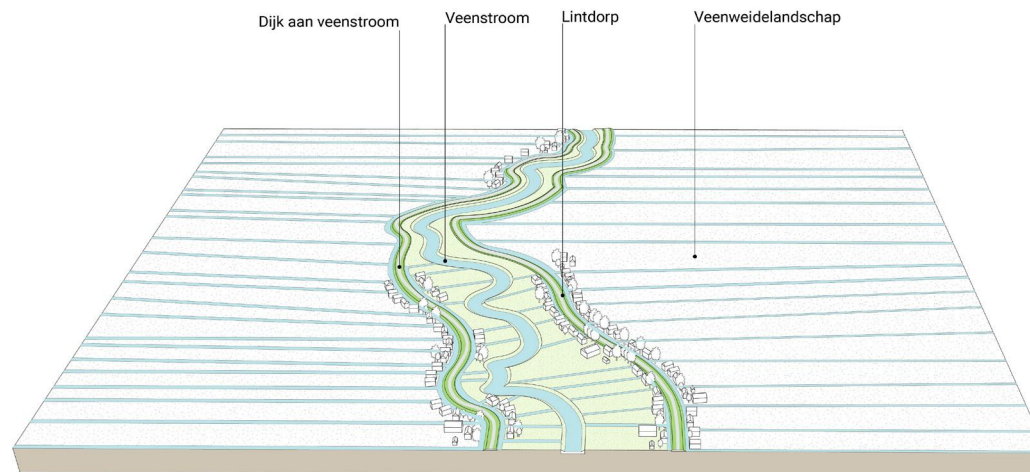 Dijk aan veenstroom
Veenstroom
Lintdorp
Veenweidelandschap